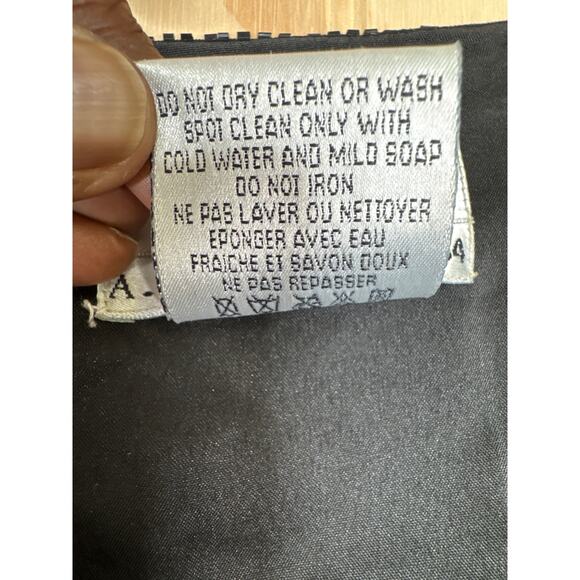 DO NOT DRY CLEAN OR WASH
SPOT CLEAN ONLY WITH
COLD WATER AND MILD SOAP
DO NOT IRON
NE PAS LAVER OU NETTOYER
EPONGER AVEC EAU
FRAICHE ET SAVON DOUX
NE PAS REPASSER
A. 4